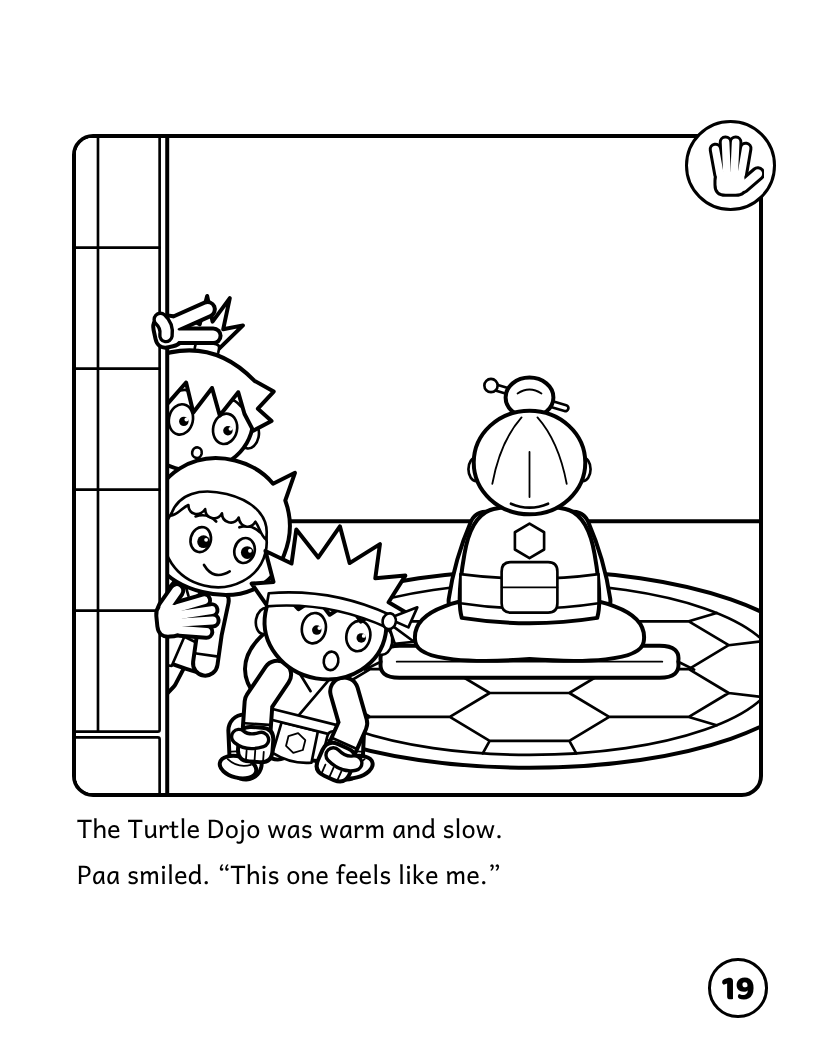 The Turtle Dojo was warm and slow.
Paa smiled. “This one feels like me.”
19